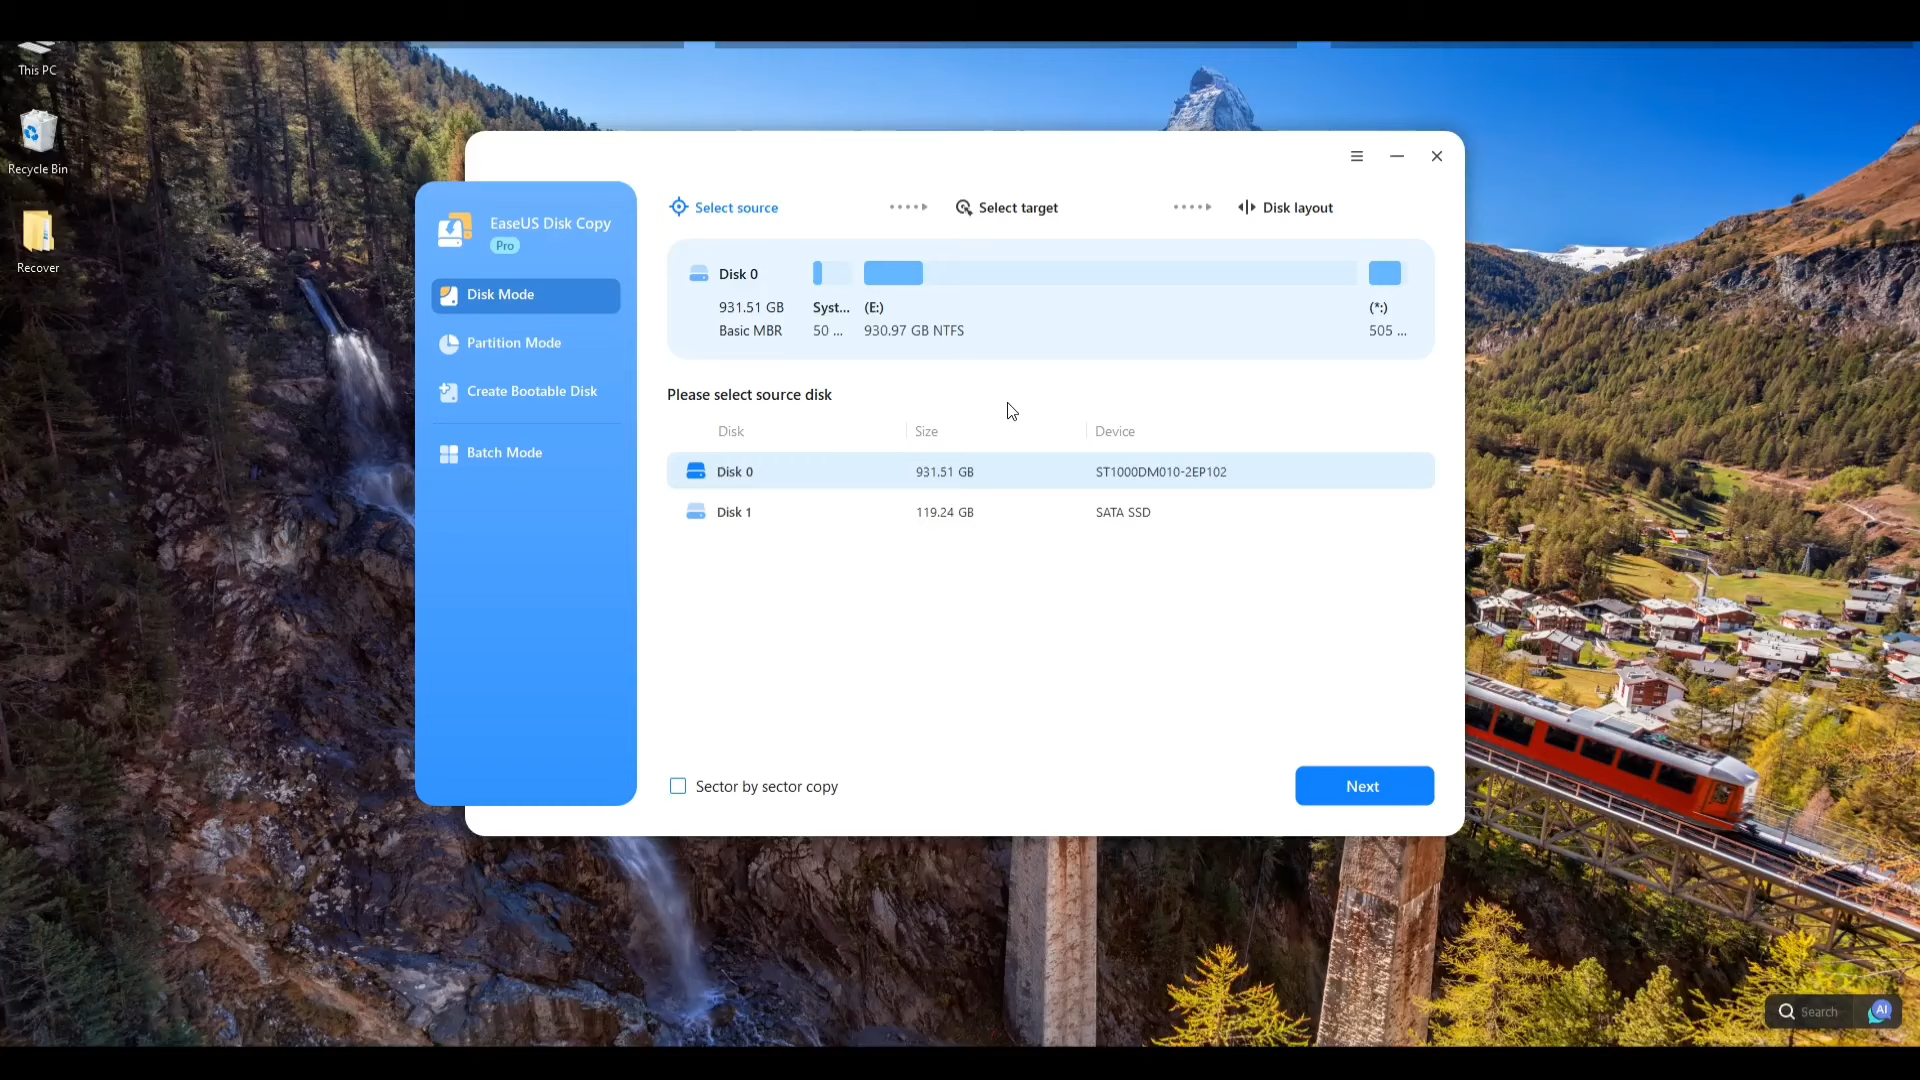 This PC
Recycle Bin
Recover
EaseUS Disk Copy
Pro
Disk Mode
Partition Mode
Create Bootable Disk
Batch Mode
Select source
Select target
Disk layout
Disk 0
931.51 GB
Basic MBR
Syst...
50 ...
(E:)
930.97 GB NTFS
(*:)
505 ...
Please select source disk
Disk Size Device
Disk 0 931.51 GB ST1000DM010-2EP102
Disk 1 119.24 GB SATA SSD
Sector by sector copy
Next
Search
AI